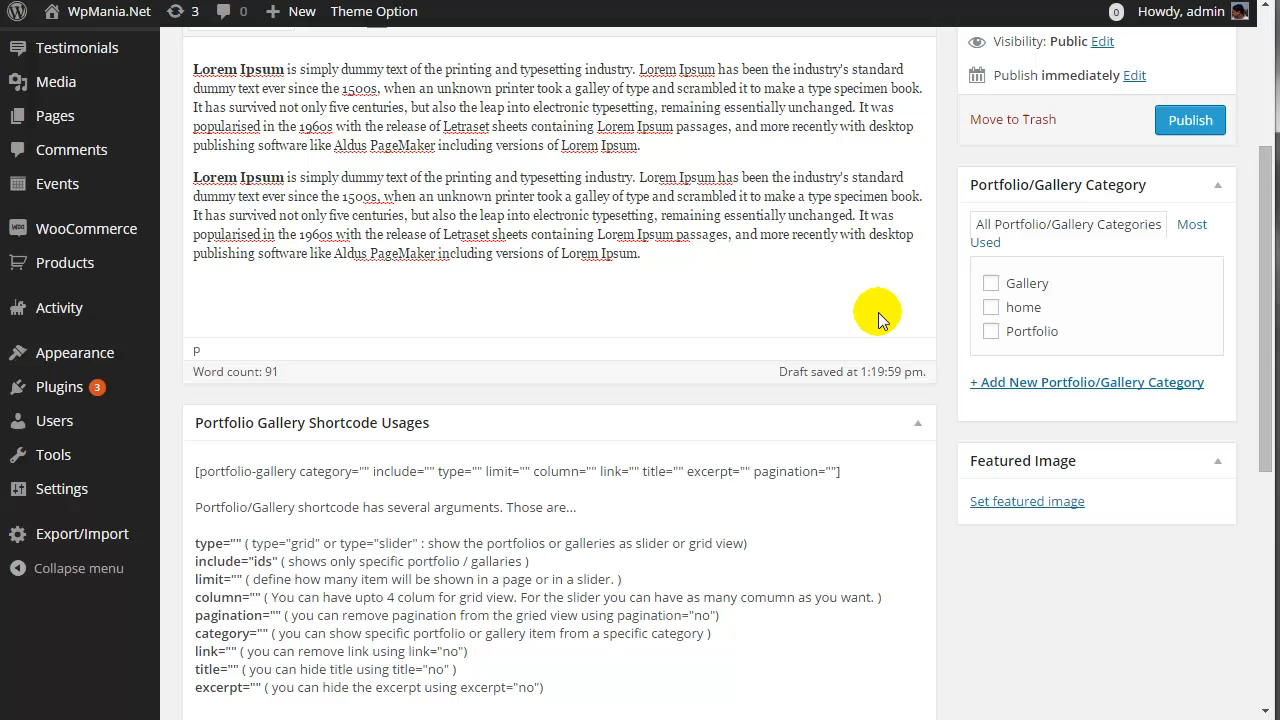 WpMania.Net 3 0 + New Theme Option 0 Howdy, admin
Testimonials
Media
Pages
Comments
Events
WooCommerce
Products
Activity
Appearance
Plugins 3
Users
Tools
Settings
Export/Import
Collapse menu
Lorem Ipsum is simply dummy text of the printing and typesetting industry. Lorem Ipsum has been the industry's standard
dummy text ever since the 1500s, when an unknown printer took a galley of type and scrambled it to make a type specimen book.
It has survived not only five centuries, but also the leap into electronic typesetting, remaining essentially unchanged. It was
popularised in the 1960s with the release of Letraset sheets containing Lorem Ipsum passages, and more recently with desktop
publishing software like Aldus PageMaker including versions of Lorem Ipsum.
Lorem Ipsum is simply dummy text of the printing and typesetting industry. Lorem Ipsum has been the industry's standard
dummy text ever since the 1500s, when an unknown printer took a galley of type and scrambled it to make a type specimen book.
It has survived not only five centuries, but also the leap into electronic typesetting, remaining essentially unchanged. It was
popularised in the 1960s with the release of Letraset sheets containing Lorem Ipsum passages, and more recently with desktop
publishing software like Aldus PageMaker including versions of Lorem Ipsum.
p
Word count: 91 Draft saved at 1:19:59 pm.
Portfolio Gallery Shortcode Usages
[portfolio-gallery category="" include="" type="" limit="" column="" link="" title="" excerpt="" pagination=""]
Portfolio/Gallery shortcode has several arguments. Those are...
type="" ( type="grid" or type="slider" : show the portfolios or galleries as slider or grid view)
include="ids" ( shows only specific portfolio / gallaries )
limit="" ( define how many item will be shown in a page or in a slider. )
column="" ( You can have upto 4 colum for grid view. For the slider you can have as many comumn as you want. )
pagination="" ( you can remove pagination from the gried view using pagination="no")
category="" ( you can show specific portfolio or gallery item from a specific category )
link="" ( you can remove link using link="no")
title="" ( you can hide title using title="no" )
excerpt="" ( you can hide the excerpt using excerpt="no")
Visibility: Public Edit
Publish immediately Edit
Move to Trash Publish
Portfolio/Gallery Category
All Portfolio/Gallery Categories Most
Used
Gallery
home
Portfolio
+ Add New Portfolio/Gallery Category
Featured Image
Set featured image